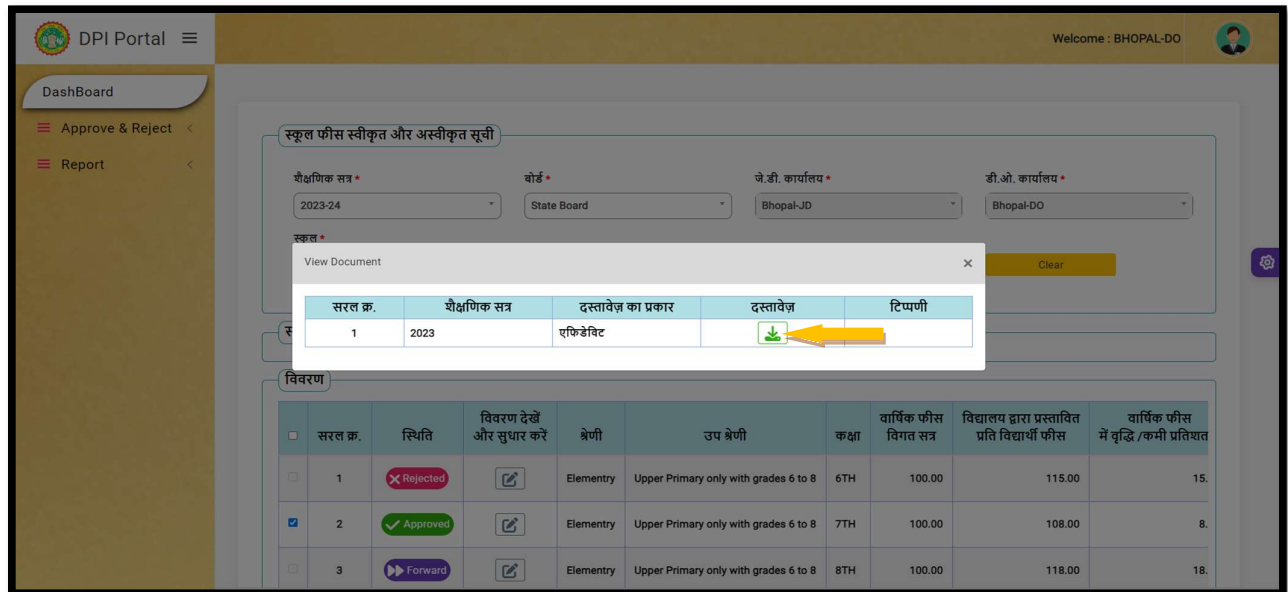 DPI Portal
Welcome : BHOPAL-DO
DashBoard
Approve & Reject
Report
स्कूल फीस स्वीकृत और अस्वीकृत सूची
शैक्षणिक सत्र * बोर्ड * जे.डी. कार्यालय * डी.ओ. कार्यालय *
2023-24 State Board Bhopal-JD Bhopal-DO
स्कूल *
Clear
View Document ×
सरल क्र. शैक्षणिक सत्र दस्तावेज़ का प्रकार दस्तावेज़ टिप्पणी
1 2023 एफिडेविट
विवरण
सरल क्र. स्थिति विवरण देखें और सुधार करें श्रेणी उप श्रेणी कक्षा वार्षिक फीस विगत सत्र विद्यालय द्वारा प्रस्तावित प्रति विद्यार्थी फीस वार्षिक फीस में वृद्धि /कमी प्रतिशत
1 Rejected Elementry Upper Primary only with grades 6 to 8 6TH 100.00 115.00 15.
2 Approved Elementry Upper Primary only with grades 6 to 8 7TH 100.00 108.00 8.
3 Forward Elementry Upper Primary only with grades 6 to 8 8TH 100.00 118.00 18.